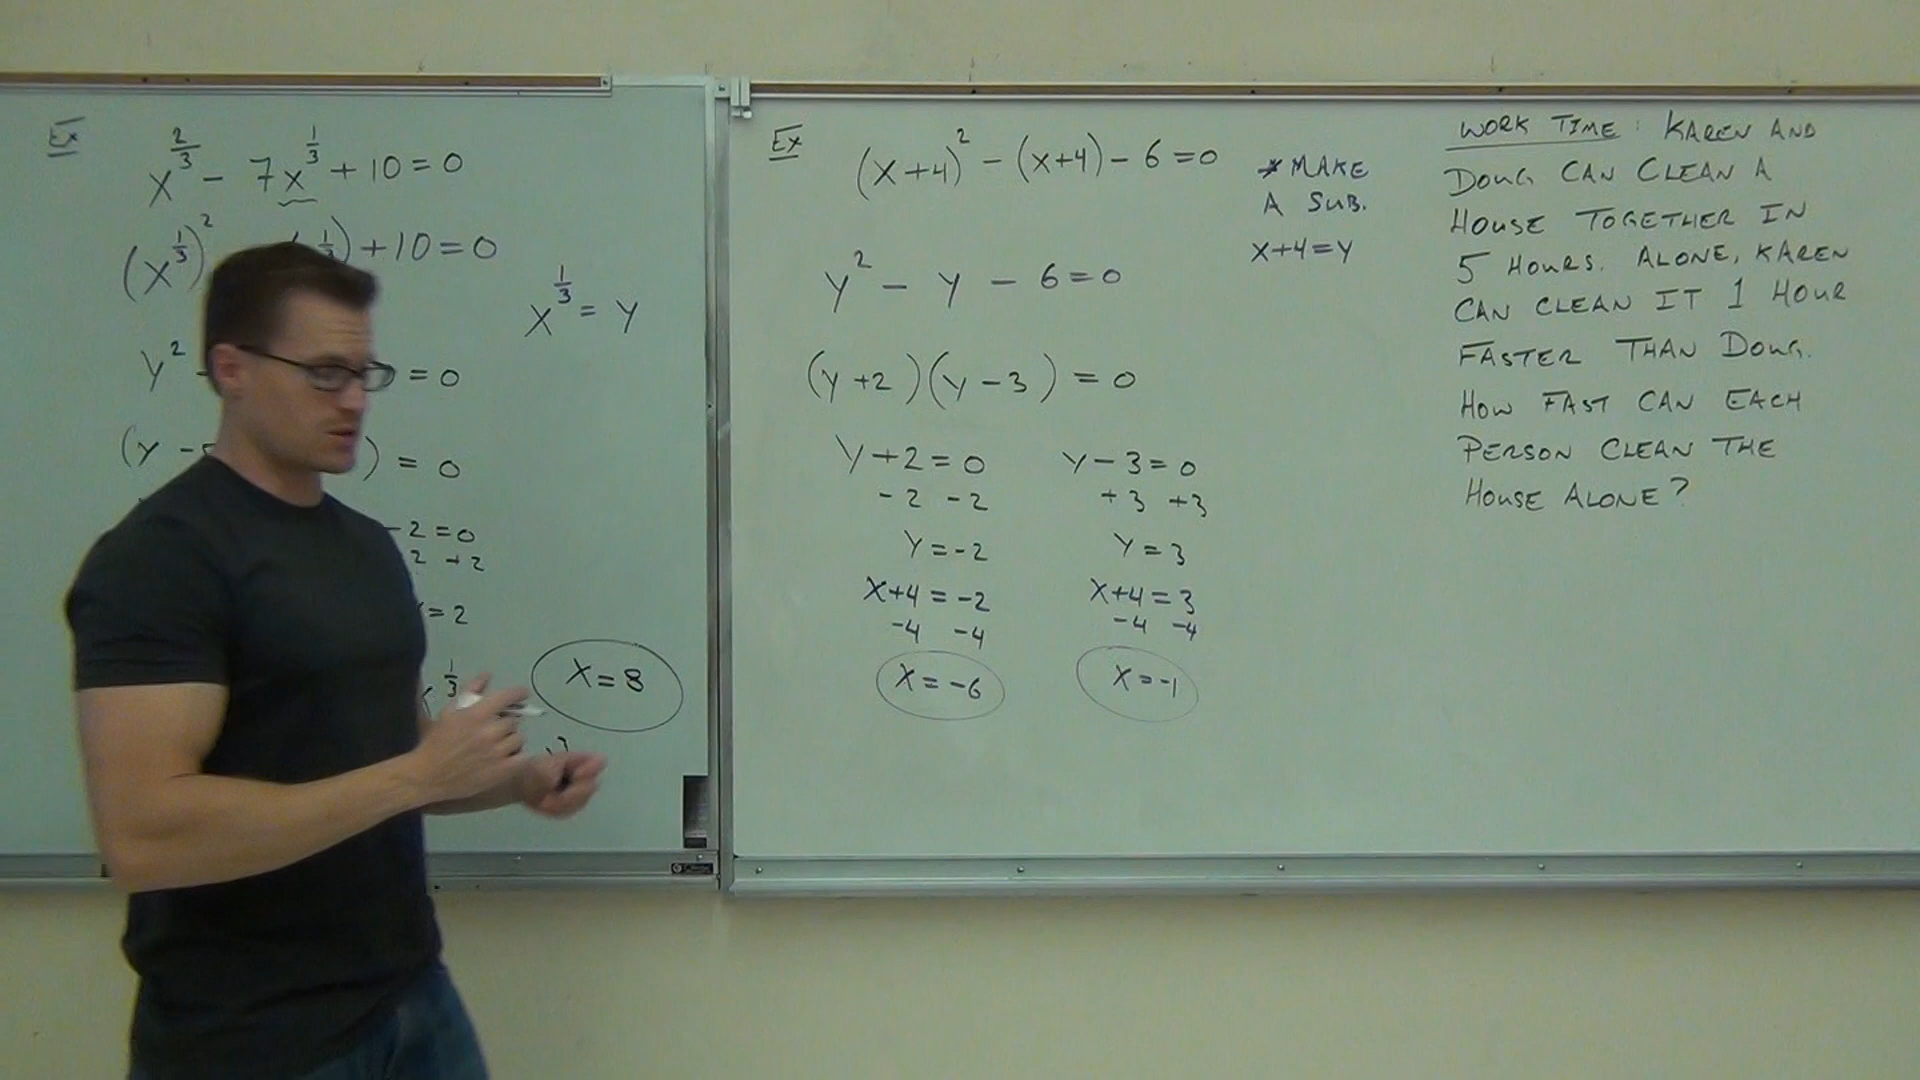 Ex
x^(2/3) - 7x^(1/3) + 10 = 0
(x^(1/3))^2 (1/3) + 10 = 0
x^(1/3) = y
y^2 - = 0
(y - ) = 0
-2 = 0
2 +2
= 2
1/3
x = 8
3
Ex
(x+4)^2 - (x+4) - 6 = 0
* MAKE
A SUB.
x+4 = y
y^2 - y - 6 = 0
(y+2)(y-3) = 0
y+2 = 0 y-3 = 0
-2 -2 +3 +3
y = -2 y = 3
x+4 = -2 x+4 = 3
-4 -4 -4 -4
x = -6 x = -1
WORK TIME: KAREN AND
DOUG CAN CLEAN A
HOUSE TOGETHER IN
5 HOURS. ALONE, KAREN
CAN CLEAN IT 1 HOUR
FASTER THAN DOUG.
HOW FAST CAN EACH
PERSON CLEAN THE
HOUSE ALONE?